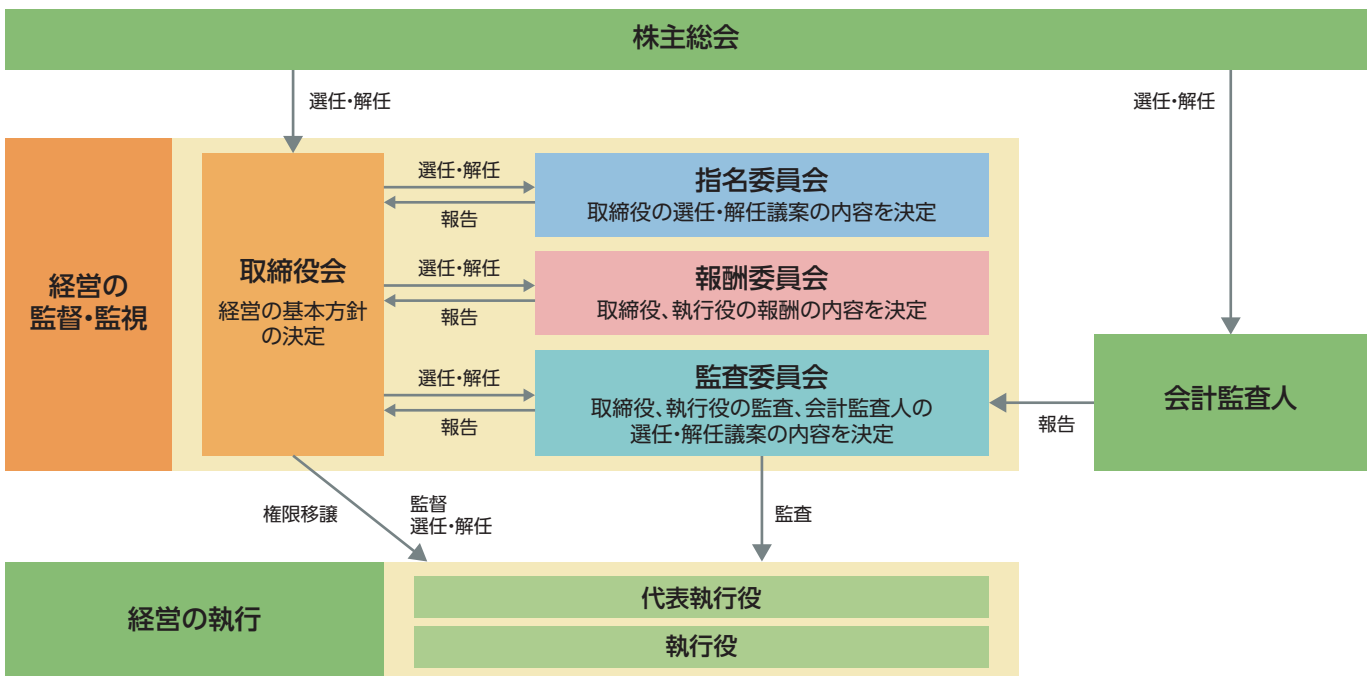 株主総会
選任・解任
選任・解任
経営の
監督・監視
取締役会
経営の基本方針
の決定
選任・解任
報告
指名委員会
取締役の選任・解任議案の内容を決定
選任・解任
報告
報酬委員会
取締役、執行役の報酬の内容を決定
選任・解任
報告
監査委員会
取締役、執行役の監査、会計監査人の
選任・解任議案の内容を決定
報告
会計監査人
権限移譲
監督
選任・解任
監査
経営の執行
代表執行役
執行役